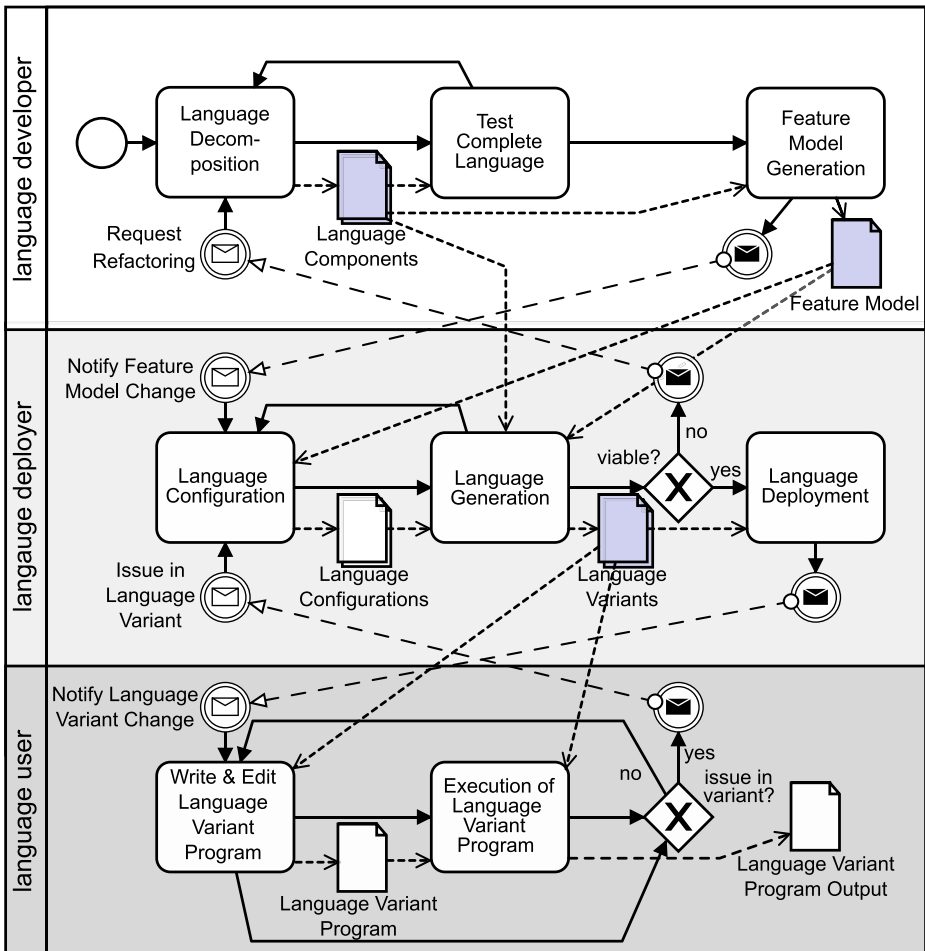 language developer
Language
Decom-
position
Test
Complete
Language
Feature
Model
Generation
Request
Refactoring
Language
Components
Feature Model
langauge deployer
Notify Feature
Model Change
Language
Configuration
Language
Generation
viable?
no
yes
Language
Deployment
Issue in
Language
Variant
Language
Configurations
Language
Variants
language user
Notify Language
Variant Change
Write & Edit
Language
Variant
Program
Execution of
Language
Variant
Program
no
yes
issue in
variant?
Language Variant
Program
Language Variant
Program Output